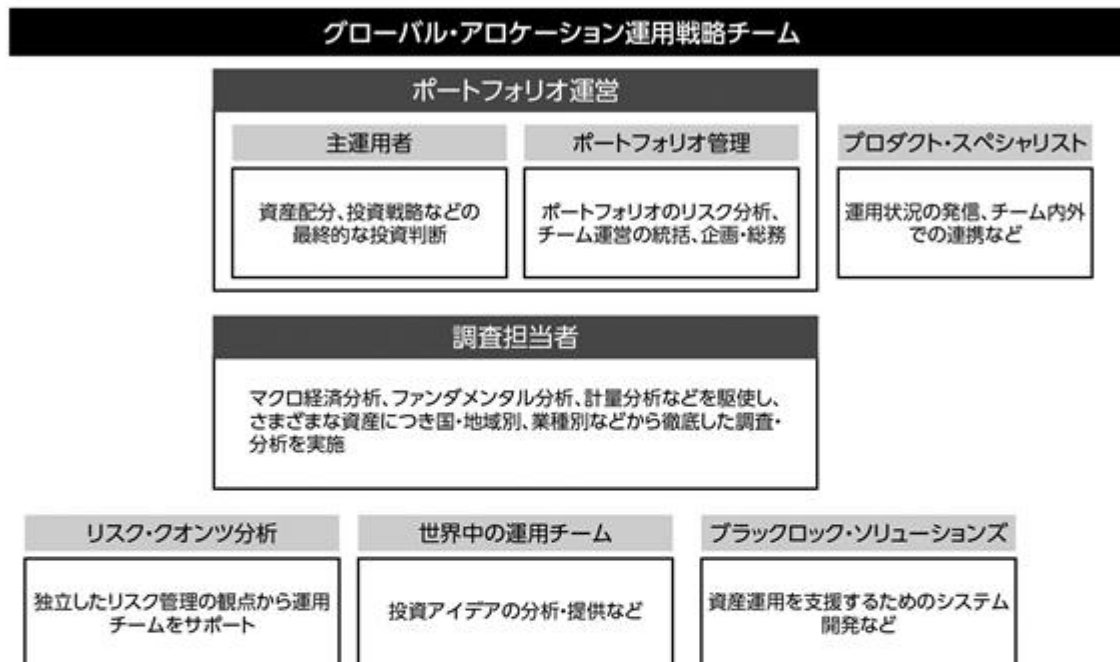 グローバル・アロケーション運用戦略チーム
ポートフォリオ運営
主運用者
資産配分、投資戦略などの
最終的な投資判断
ポートフォリオ管理
ポートフォリオのリスク分析、
チーム運営の統括、企画・総務
プロダクト・スペシャリスト
運用状況の発信、チーム内外
での連携など
調査担当者
マクロ経済分析、ファンダメンタル分析、計量分析などを駆使し、
さまざまな資産につき国・地域別、業種別などから徹底した調査・
分析を実施
リスク・クオンツ分析
独立したリスク管理の観点から運用
チームをサポート
世界中の運用チーム
投資アイデアの分析・提供など
ブラックロック・ソリューションズ
資産運用を支援するためのシステム
開発など